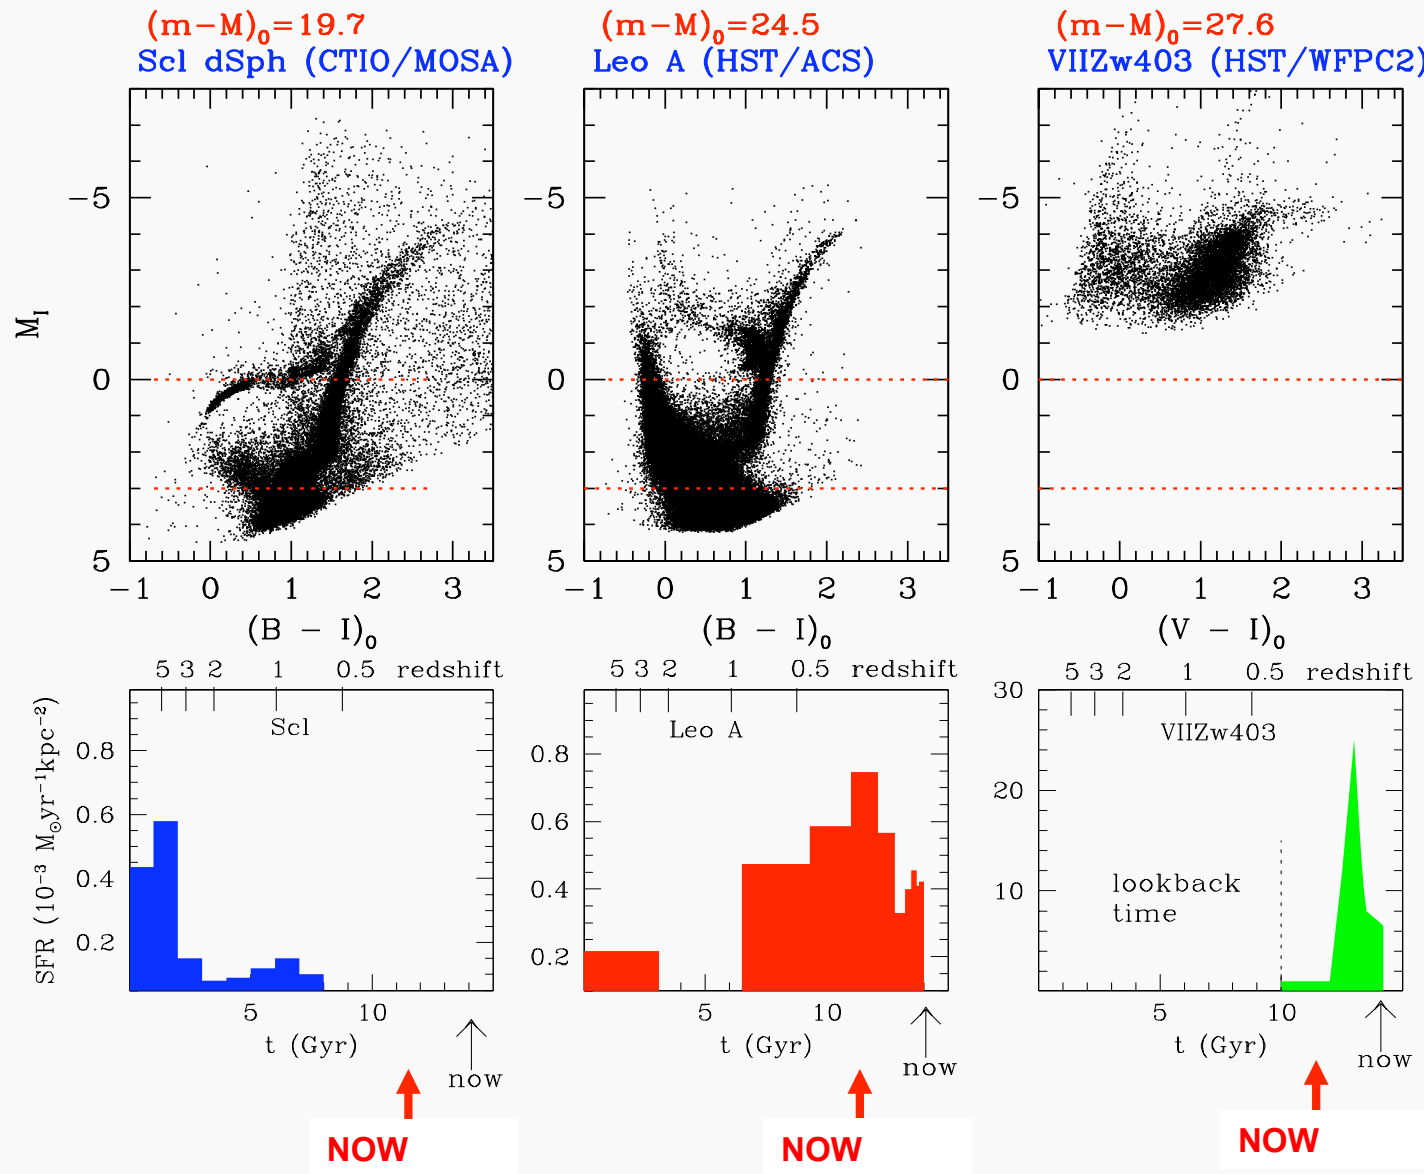 (m−M)₀=19.7
Scl dSph (CTIO/MOSA)
(m−M)₀=24.5
Leo A (HST/ACS)
(m−M)₀=27.6
VIIZw403 (HST/WFPC2)
M_I
−5
0
5
−1 0 1 2 3
(B − I)₀
−5
0
5
−1 0 1 2 3
(B − I)₀
−5
0
5
−1 0 1 2 3
(V − I)₀
5 3 2 1 0.5 redshift
Scl
SFR (10⁻³ M☉yr⁻¹kpc⁻²)
0.8
0.6
0.4
0.2
5 10
t (Gyr)
now
NOW
5 3 2 1 0.5 redshift
Leo A
0.8
0.6
0.4
0.2
5 10
t (Gyr)
now
NOW
5 3 2 1 0.5 redshift
VIIZw403
30
20
10
lookback
time
5 10
t (Gyr)
now
NOW